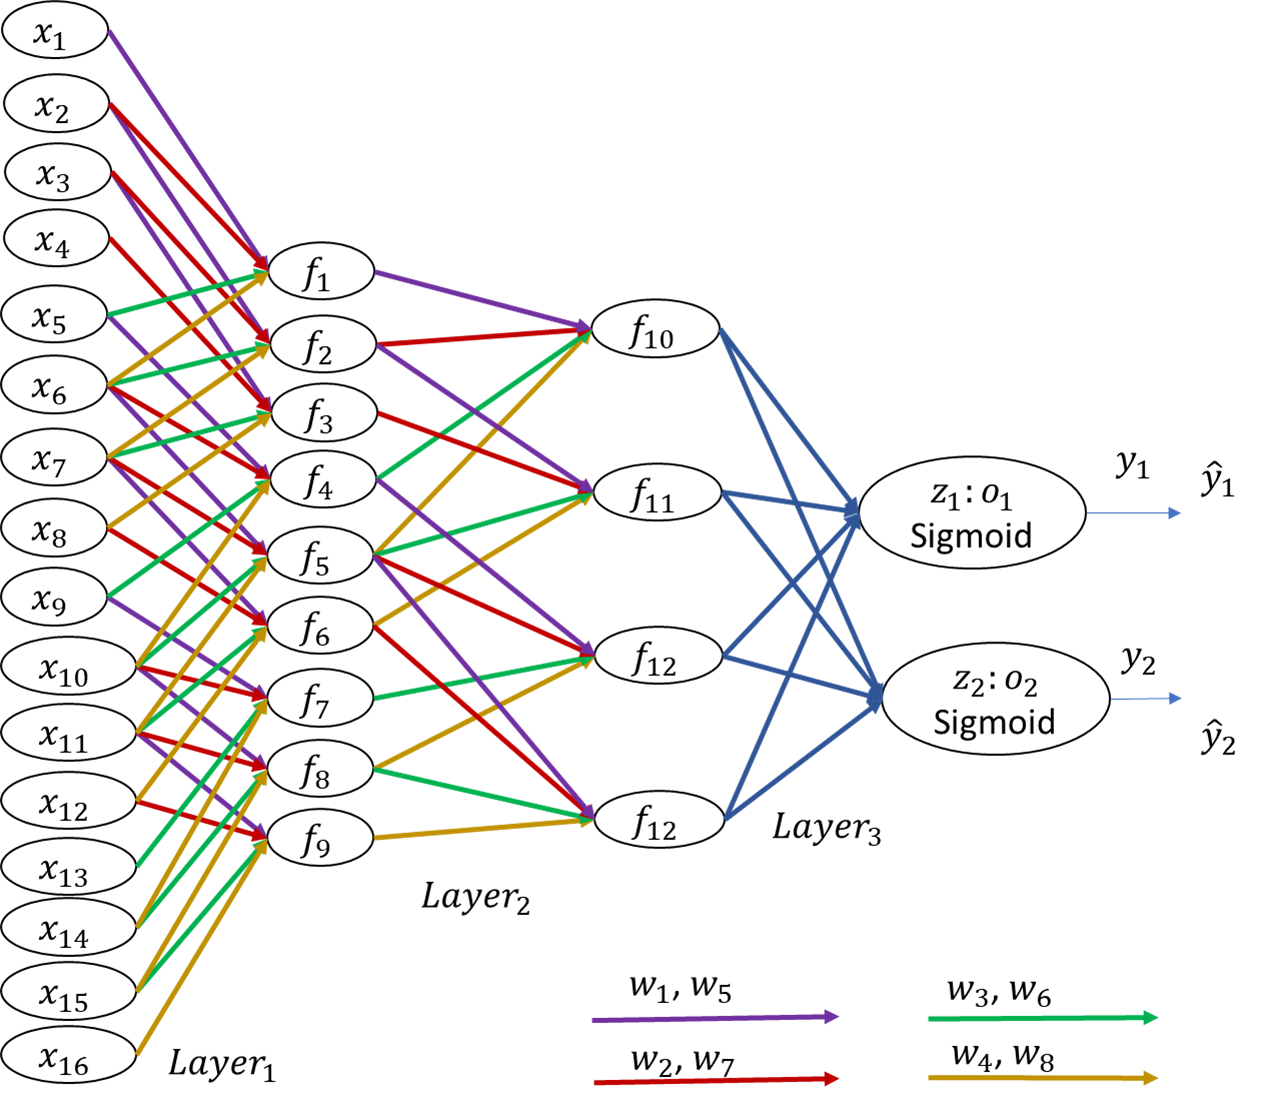 x₁
x₂
x₃
x₄
x₅
x₆
x₇
x₈
x₉
x₁₀
x₁₁
x₁₂
x₁₃
x₁₄
x₁₅
x₁₆
Layer₁
f₁
f₂
f₃
f₄
f₅
f₆
f₇
f₈
f₉
Layer₂
f₁₀
f₁₁
f₁₂
f₁₂
Layer₃
z₁: o₁
Sigmoid
y₁ ŷ₁
z₂: o₂
Sigmoid
y₂
ŷ₂
w₁, w₅
w₃, w₆
w₂, w₇
w₄, w₈